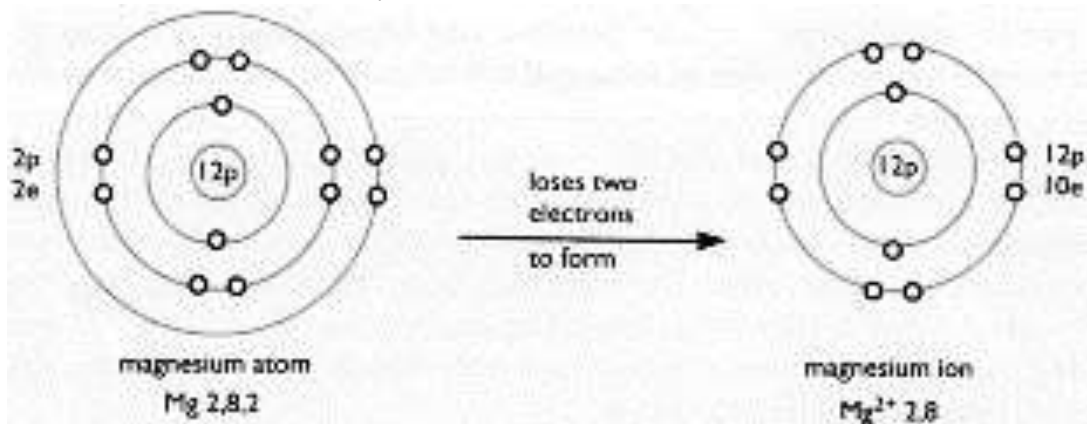 2p
2e
12p
magnesium atom
Mg 2,8,2
loses two
electrons
to form
12p
12p
10e
magnesium ion
Mg²⁺ 2,8